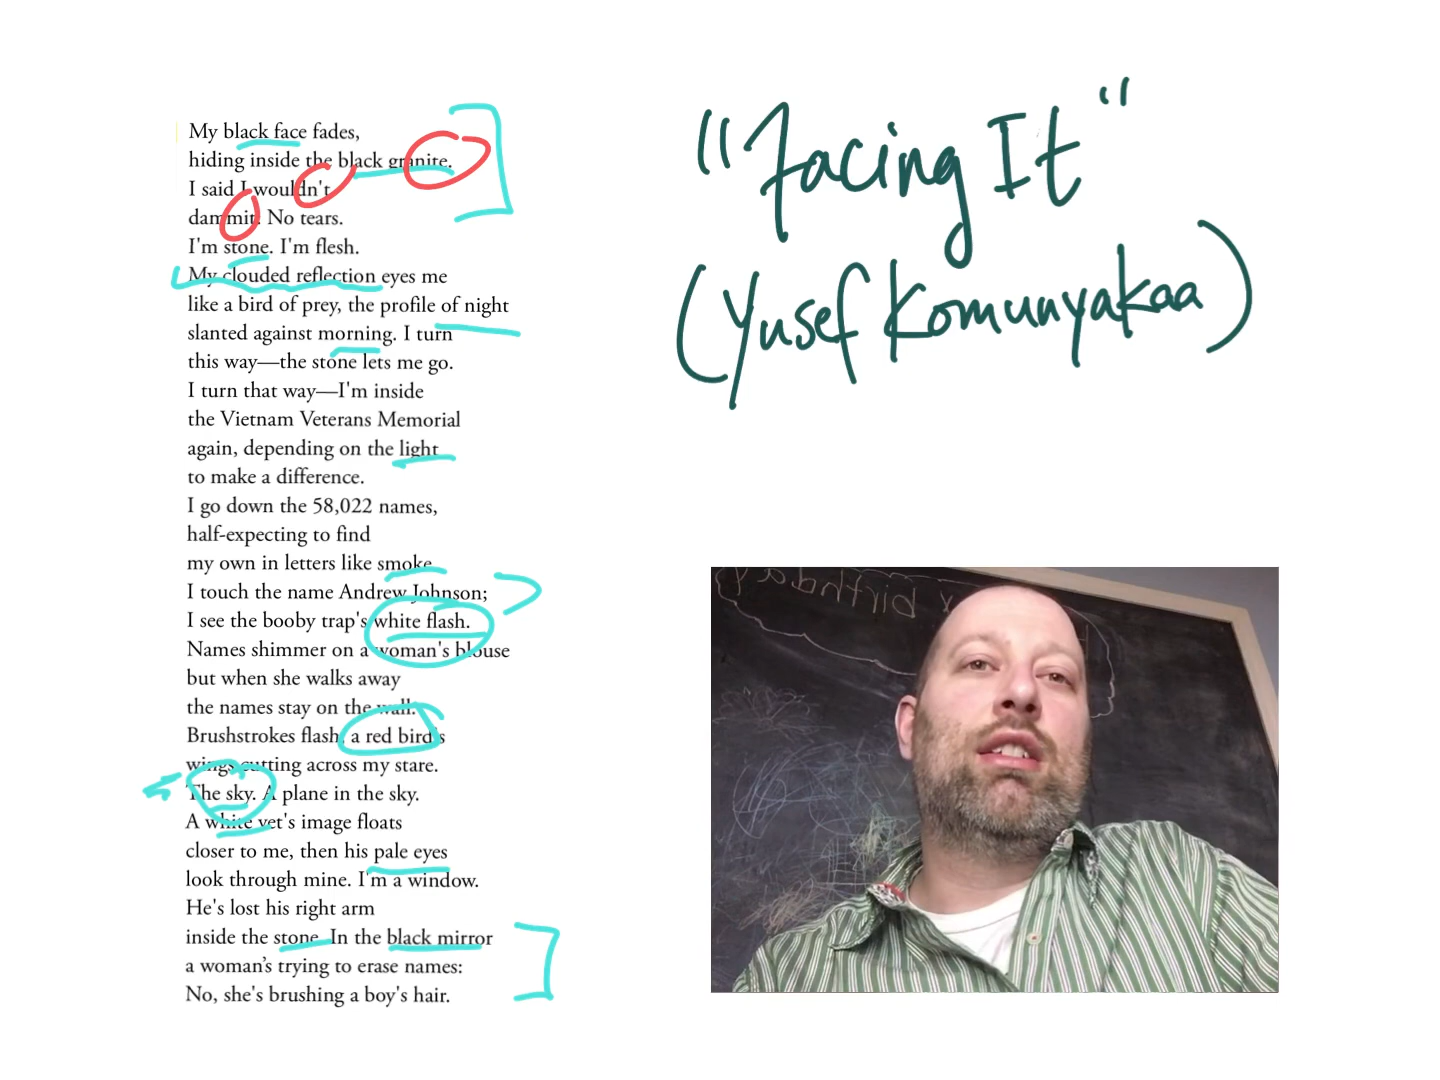 My black face fades,
hiding inside the black granite.
I said I wouldn't
dammit: No tears.
I'm stone. I'm flesh.
My clouded reflection eyes me
like a bird of prey, the profile of night
slanted against morning. I turn
this way—the stone lets me go.
I turn that way—I'm inside
the Vietnam Veterans Memorial
again, depending on the light
to make a difference.
I go down the 58,022 names,
half-expecting to find
my own in letters like smoke.
I touch the name Andrew Johnson;
I see the booby trap's white flash.
Names shimmer on a woman's blouse
but when she walks away
the names stay on the wall.
Brushstrokes flash, a red bird's
wings cutting across my stare.
The sky. A plane in the sky.
A white vet's image floats
closer to me, then his pale eyes
look through mine. I'm a window.
He's lost his right arm
inside the stone. In the black mirror
a woman's trying to erase names:
No, she's brushing a boy's hair.
"Facing It"
(Yusef Komunyakaa)
birthday